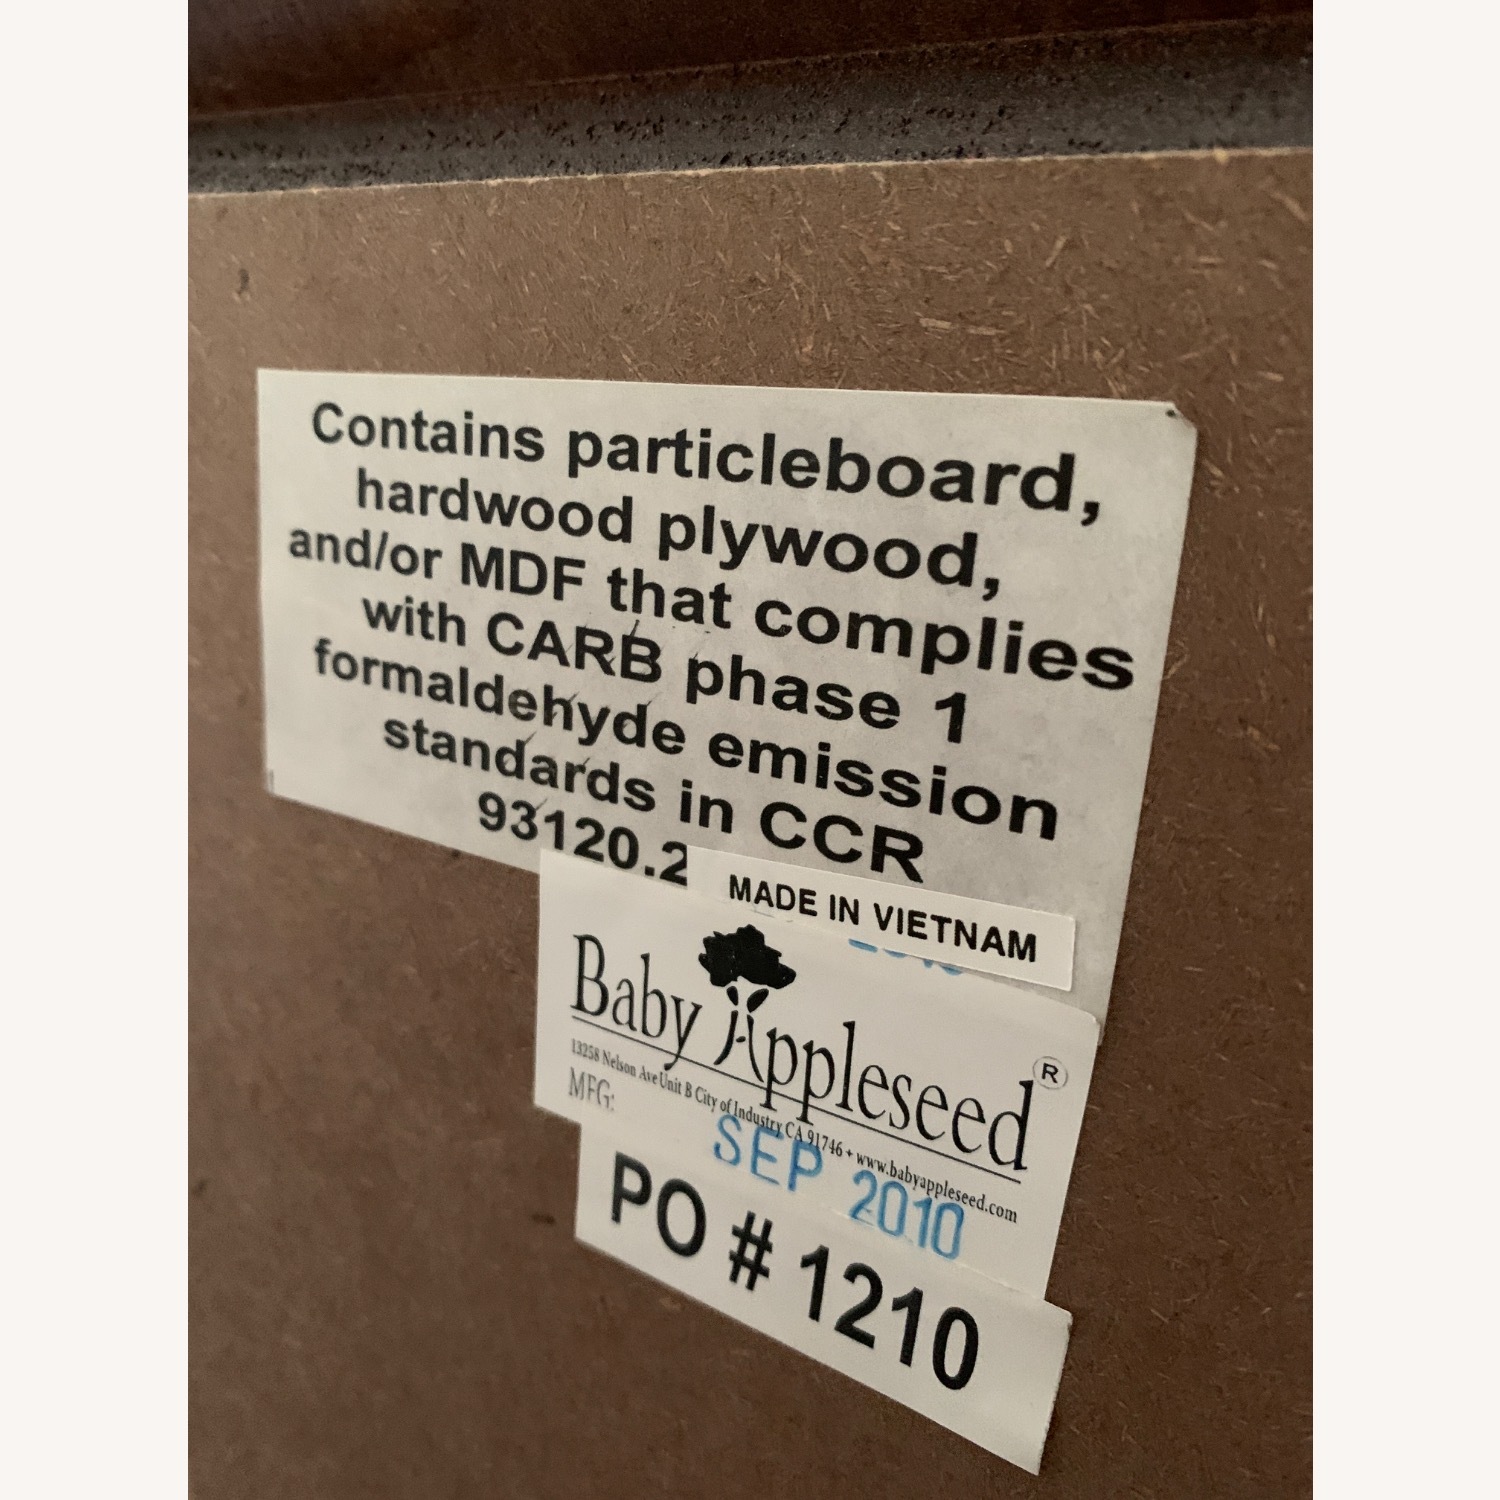 Contains particleboard,
hardwood plywood,
and/or MDF that complies
with CARB phase 1
formaldehyde emission
standards in CCR
93120.2
MADE IN VIETNAM
Baby Appleseed ®
13258 Nelson Ave Unit B City of Industry CA 91746 • www.babyappleseed.com
MFG:
SEP 2010
PO # 1210